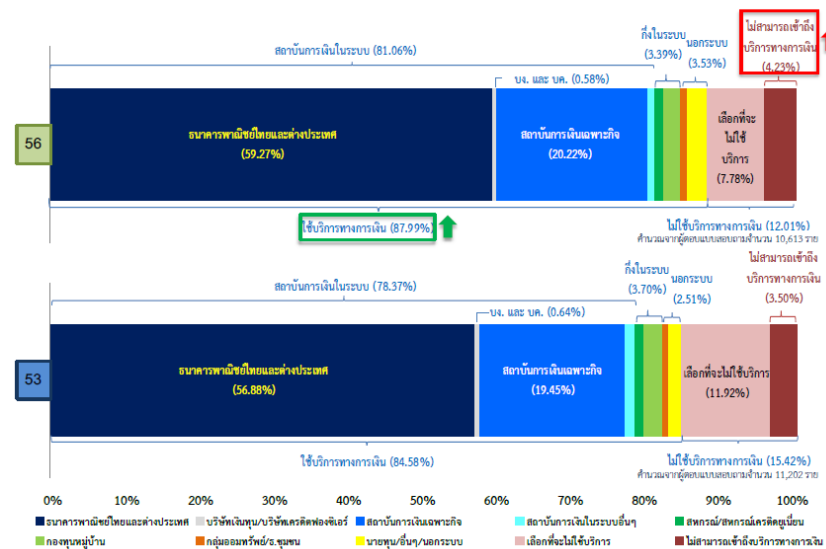 สถาบันการเงินในระบบ (81.06%)
กึ่งในระบบ
(3.39%)
นอกระบบ
(3.53%)
ไม่สามารถเข้าถึง
บริการทางการเงิน
(4.23%)
บง. และ บค. (0.58%)
56
ธนาคารพาณิชย์ไทยและต่างประเทศ
(59.27%)
สถาบันการเงินเฉพาะกิจ
(20.22%)
เลือกที่จะ
ไม่ใช้
บริการ
(7.78%)
ใช้บริการทางการเงิน (87.99%)
ไม่ใช้บริการทางการเงิน (12.01%)
คำนวณจากผู้ตอบแบบสอบถามจำนวน 10,613 ราย
สถาบันการเงินในระบบ (78.37%)
กึ่งในระบบ
(3.70%)
นอกระบบ
(2.51%)
ไม่สามารถเข้าถึง
บริการทางการเงิน
(3.50%)
บง. และ บค. (0.64%)
53
ธนาคารพาณิชย์ไทยและต่างประเทศ
(56.88%)
สถาบันการเงินเฉพาะกิจ
(19.45%)
เลือกที่จะไม่ใช้บริการ
(11.92%)
ใช้บริการทางการเงิน (84.58%)
ไม่ใช้บริการทางการเงิน (15.42%)
คำนวณจากผู้ตอบแบบสอบถามจำนวน 11,202 ราย
0% 10% 20% 30% 40% 50% 60% 70% 80% 90% 100%
ธนาคารพาณิชย์ไทยและต่างประเทศ บริษัทเงินทุน/บริษัทเครดิตฟองซิเอร์ สถาบันการเงินเฉพาะกิจ สถาบันการเงินในระบบอื่นๆ สหกรณ์/สหกรณ์เครดิตยูเนี่ยน
กองทุนหมู่บ้าน กลุ่มออมทรัพย์/ธ.ชุมชน นายทุน/อื่นๆ/นอกระบบ เลือกที่จะไม่ใช้บริการ ไม่สามารถเข้าถึงบริการทางการเงิน